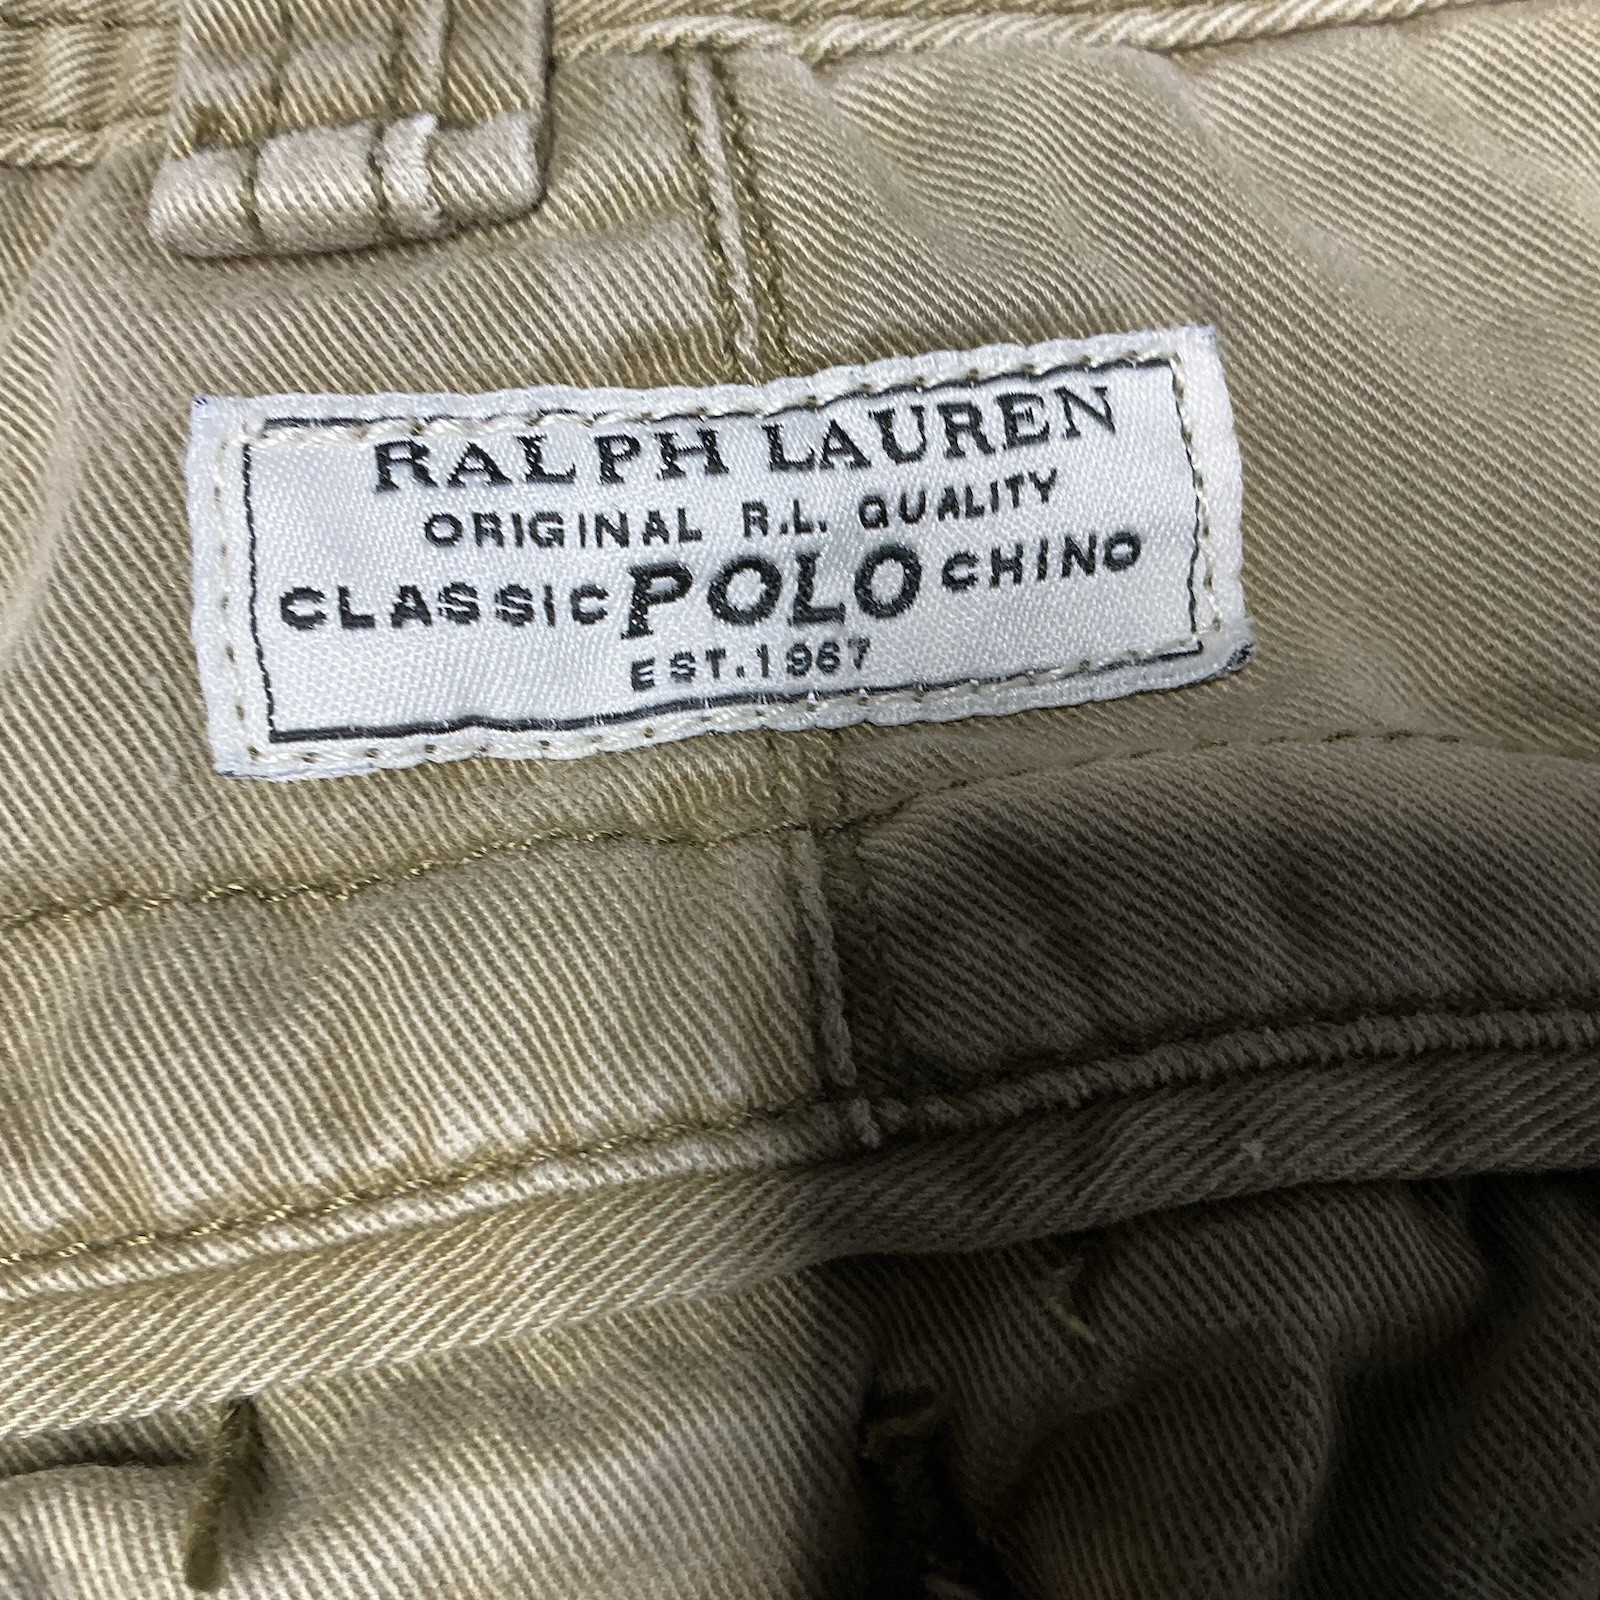 RALPH LAUREN
ORIGINAL R.L. QUALITY
CLASSIC POLO CHINO
EST.1967